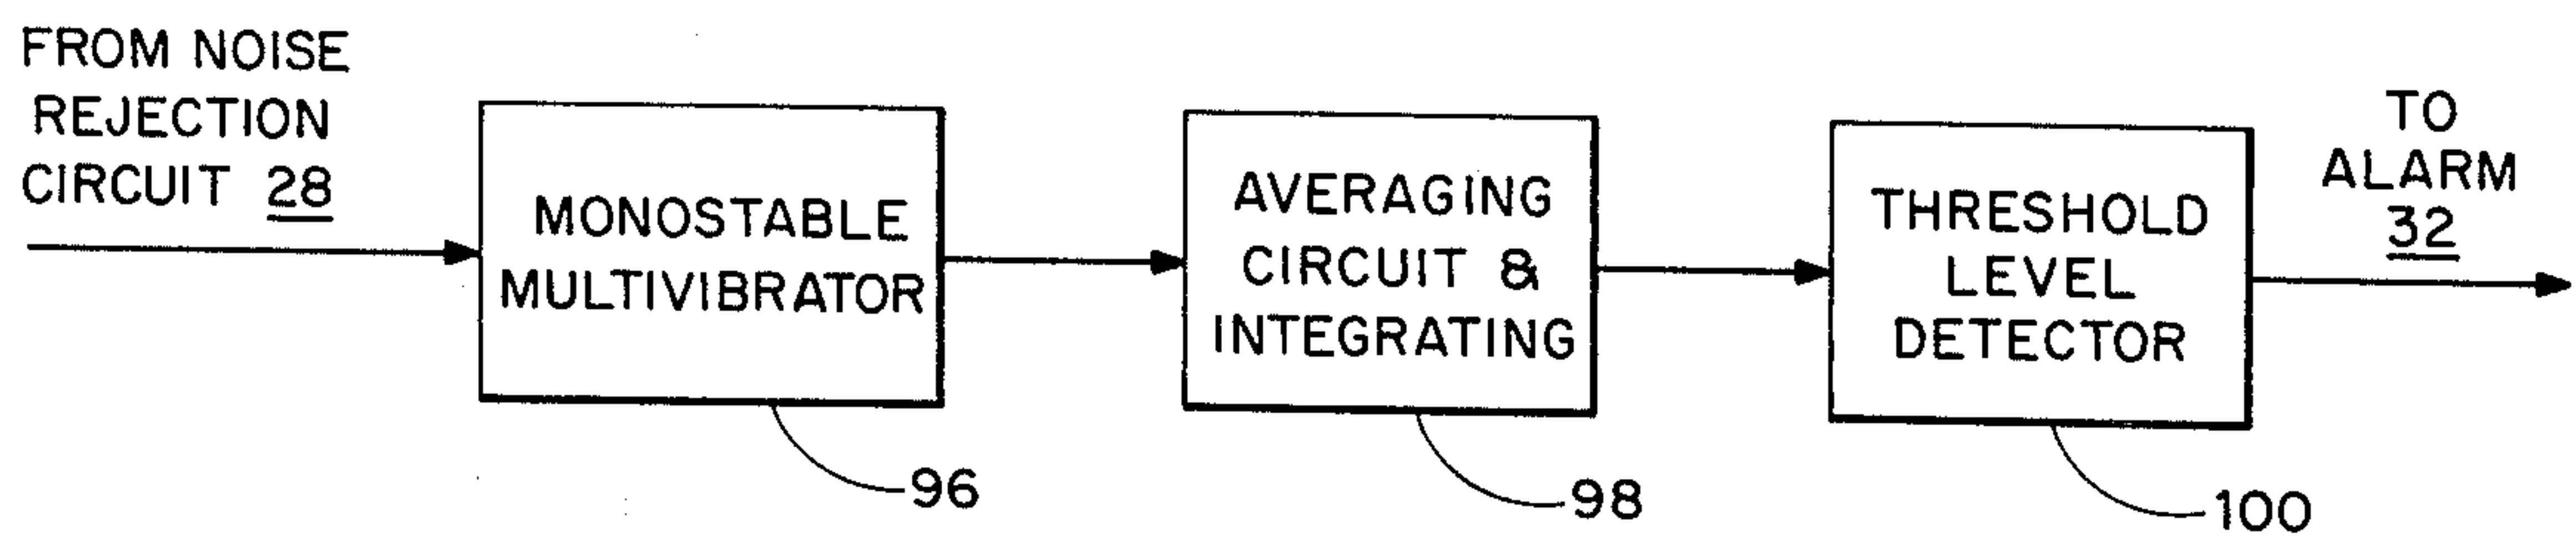 FROM NOISE
REJECTION
CIRCUIT 28
MONOSTABLE
MULTIVIBRATOR
96
AVERAGING
CIRCUIT &
INTEGRATING
98
THRESHOLD
LEVEL
DETECTOR
100
TO
ALARM
32